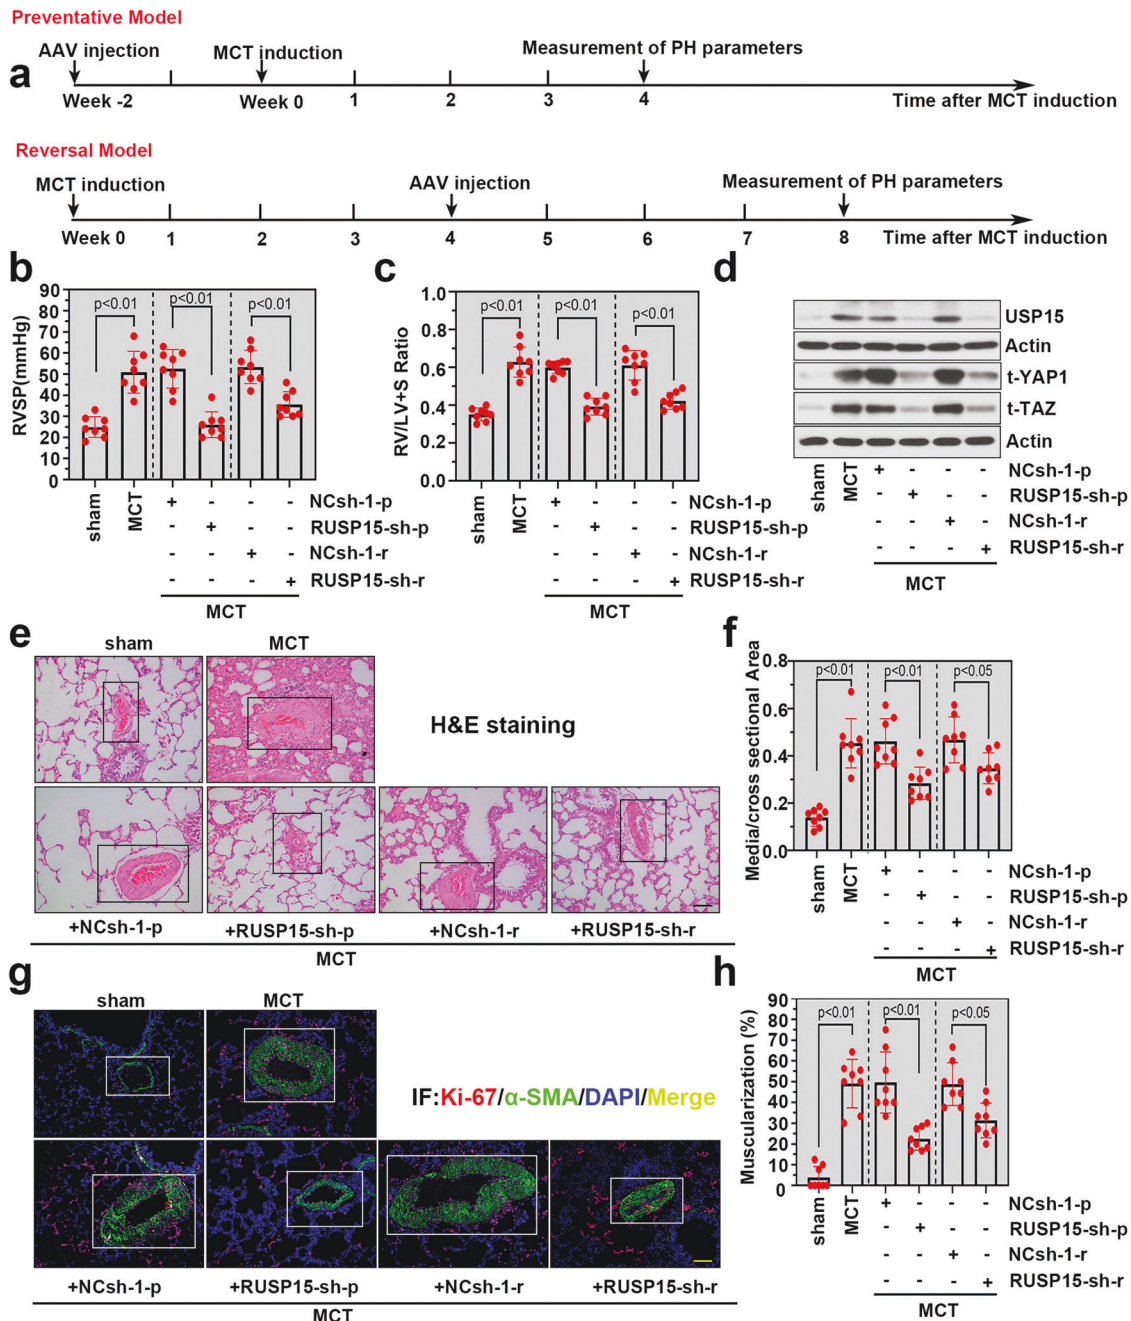 Preventative Model
AAV injection
MCT induction
Measurement of PH parameters
a
Week -2
Week 0
1
2
3
4
Time after MCT induction
Reversal Model
MCT induction
AAV injection
Measurement of PH parameters
Week 0
1
2
3
4
5
6
7
8
Time after MCT induction
b
RVSP(mmHg)
90
80
70
60
50
40
30
20
10
0
p<0.01
p<0.01
p<0.01
sham
MCT
+ - - - NCsh-1-p
- + - - RUSP15-sh-p
- - + - NCsh-1-r
- - - + RUSP15-sh-r
MCT
c
RV/LV+S Ratio
1.0
0.8
0.6
0.4
0.2
0.0
p<0.01
p<0.01
p<0.01
sham
MCT
+ - - - NCsh-1-p
- + - - RUSP15-sh-p
- - + - NCsh-1-r
- - - + RUSP15-sh-r
MCT
d
USP15
Actin
t-YAP1
t-TAZ
Actin
sham
MCT
+ - - - NCsh-1-p
- + - - RUSP15-sh-p
- - + - NCsh-1-r
- - - + RUSP15-sh-r
MCT
e
sham
MCT
H&E staining
+NCsh-1-p
+RUSP15-sh-p
+NCsh-1-r
+RUSP15-sh-r
MCT
f
Media/cross sectional Area
0.8
0.6
0.4
0.2
0.0
p<0.01
p<0.01
p<0.05
sham
MCT
+ - - - NCsh-1-p
- + - - RUSP15-sh-p
- - + - NCsh-1-r
- - - + RUSP15-sh-r
MCT
g
sham
MCT
IF:Ki-67/α-SMA/DAPI/Merge
+NCsh-1-p
+RUSP15-sh-p
+NCsh-1-r
+RUSP15-sh-r
MCT
h
Muscularization (%)
90
80
70
60
50
40
30
20
10
0
p<0.01
p<0.01
p<0.05
sham
MCT
+ - - - NCsh-1-p
- + - - RUSP15-sh-p
- - + - NCsh-1-r
- - - + RUSP15-sh-r
MCT